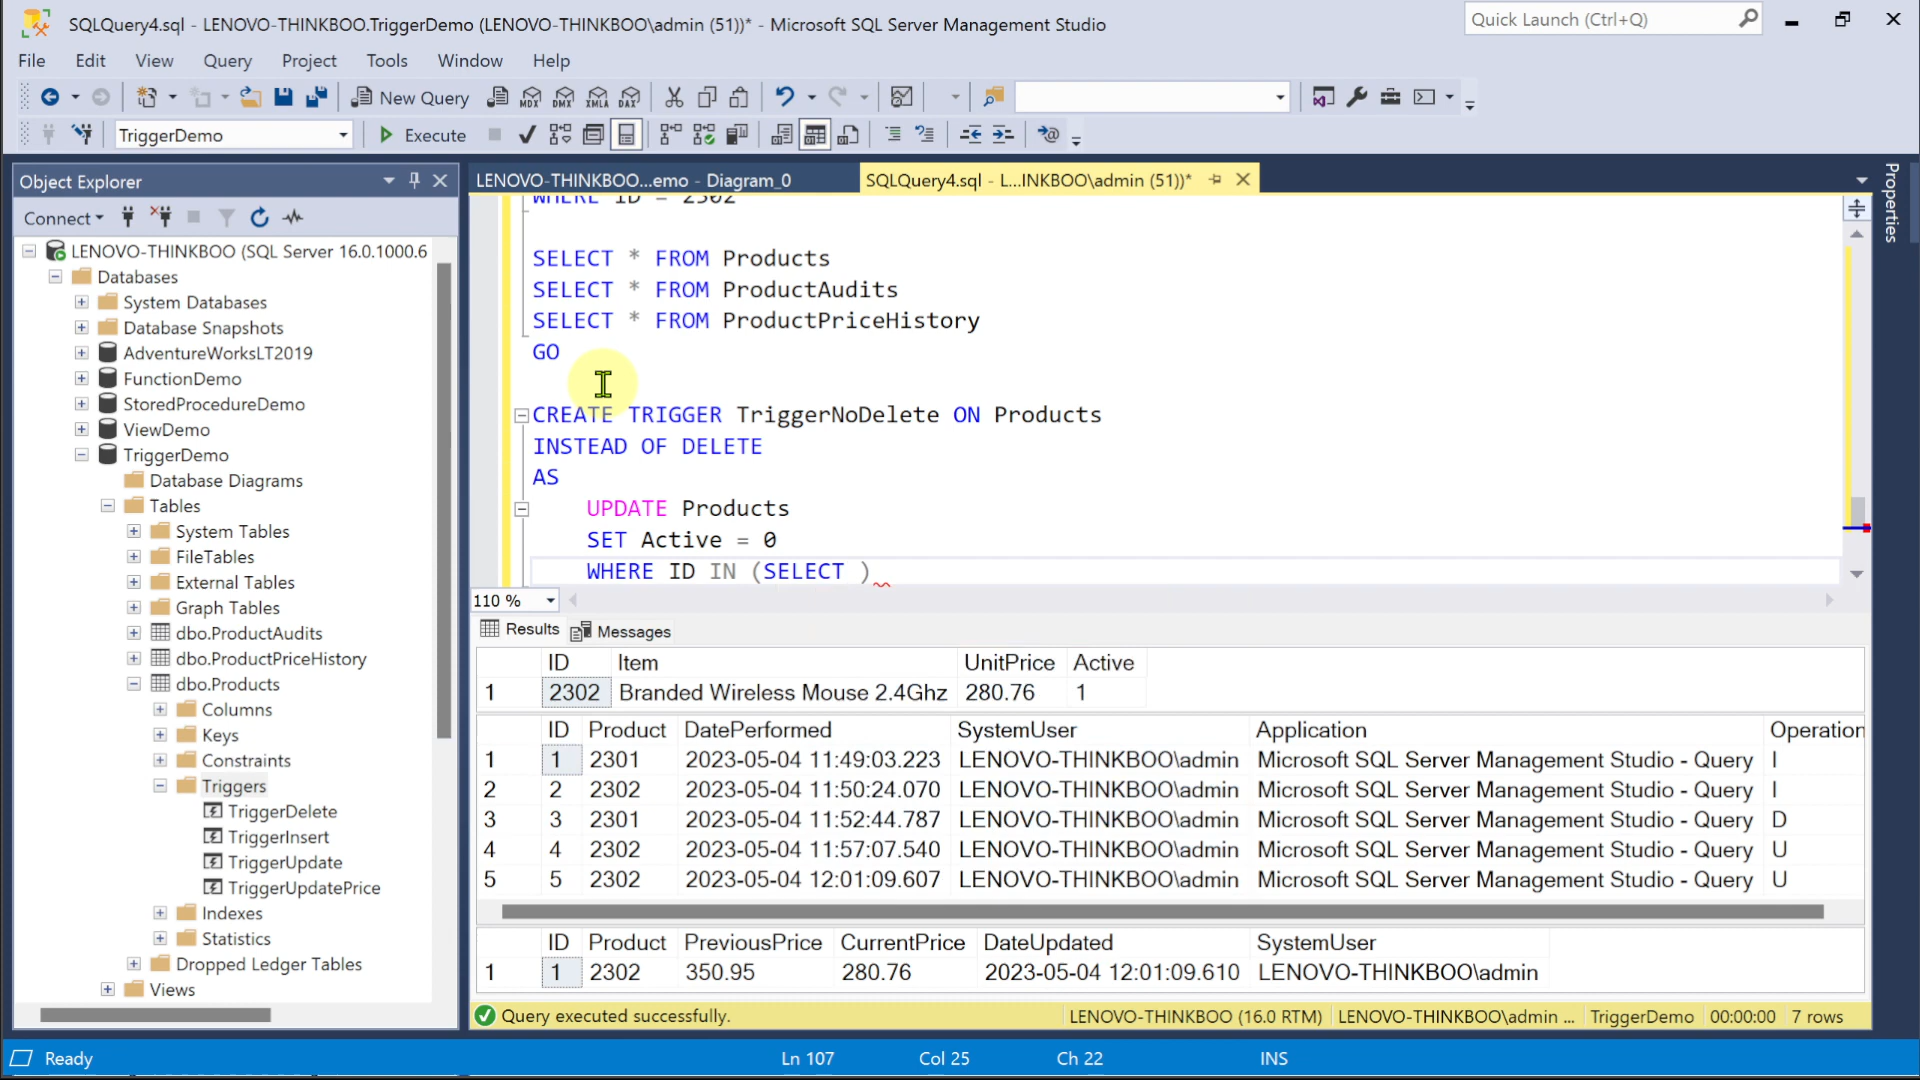 SQLQuery4.sql - LENOVO-THINKBOO.TriggerDemo (LENOVO-THINKBOO\admin (51))* - Microsoft SQL Server Management Studio
Quick Launch (Ctrl+Q)
File Edit View Query Project Tools Window Help
New Query MDX DMX XMLA DAX
TriggerDemo Execute
Object Explorer
Connect
LENOVO-THINKBOO (SQL Server 16.0.1000.6
Databases
System Databases
Database Snapshots
AdventureWorksLT2019
FunctionDemo
StoredProcedureDemo
ViewDemo
TriggerDemo
Database Diagrams
Tables
System Tables
FileTables
External Tables
Graph Tables
dbo.ProductAudits
dbo.ProductPriceHistory
dbo.Products
Columns
Keys
Constraints
Triggers
TriggerDelete
TriggerInsert
TriggerUpdate
TriggerUpdatePrice
Indexes
Statistics
Dropped Ledger Tables
Views
LENOVO-THINKBOO...emo - Diagram_0
SQLQuery4.sql - L...INKBOO\admin (51))*
Properties
WHERE ID = 2302
SELECT * FROM Products
SELECT * FROM ProductAudits
SELECT * FROM ProductPriceHistory
GO
CREATE TRIGGER TriggerNoDelete ON Products
INSTEAD OF DELETE
AS
UPDATE Products
SET Active = 0
WHERE ID IN (SELECT )
110 %
Results Messages
ID Item UnitPrice Active
1 2302 Branded Wireless Mouse 2.4Ghz 280.76 1
ID Product DatePerformed SystemUser Application Operation
1 1 2301 2023-05-04 11:49:03.223 LENOVO-THINKBOO\admin Microsoft SQL Server Management Studio - Query I
2 2 2302 2023-05-04 11:50:24.070 LENOVO-THINKBOO\admin Microsoft SQL Server Management Studio - Query I
3 3 2301 2023-05-04 11:52:44.787 LENOVO-THINKBOO\admin Microsoft SQL Server Management Studio - Query D
4 4 2302 2023-05-04 11:57:07.540 LENOVO-THINKBOO\admin Microsoft SQL Server Management Studio - Query U
5 5 2302 2023-05-04 12:01:09.607 LENOVO-THINKBOO\admin Microsoft SQL Server Management Studio - Query U
ID Product PreviousPrice CurrentPrice DateUpdated SystemUser
1 1 2302 350.95 280.76 2023-05-04 12:01:09.610 LENOVO-THINKBOO\admin
Query executed successfully. LENOVO-THINKBOO (16.0 RTM) LENOVO-THINKBOO\admin ... TriggerDemo 00:00:00 7 rows
Ready Ln 107 Col 25 Ch 22 INS